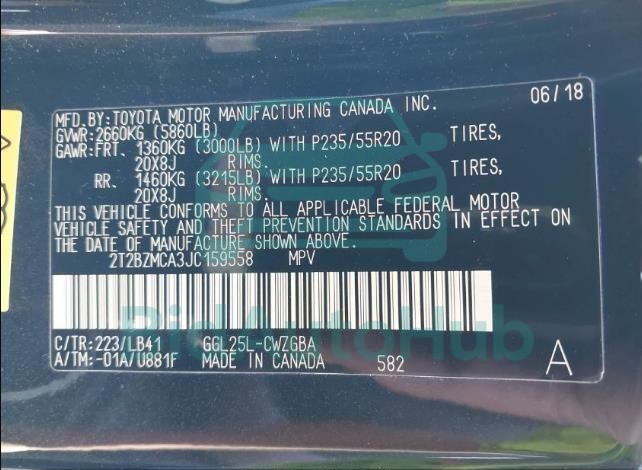 MFD.BY:TOYOTA MOTOR MANUFACTURING CANADA INC. 06/18
GVWR:2660KG (5860LB)
GAWR:FRT. 1360KG (3000LB) WITH P235/55R20 TIRES,
20X8J RIMS.
RR. 1460KG (3215LB) WITH P235/55R20 TIRES,
20X8J RIMS.
THIS VEHICLE CONFORMS TO ALL APPLICABLE FEDERAL MOTOR
VEHICLE SAFETY AND THEFT PREVENTION STANDARDS IN EFFECT ON
THE DATE OF MANUFACTURE SHOWN ABOVE.
2T2BZMCA3JC159558 MPV
BidAutoHub
C/TR:223/LB41 GGL25L-CWZGBA
A/TM:-01A/U881F MADE IN CANADA 582 A